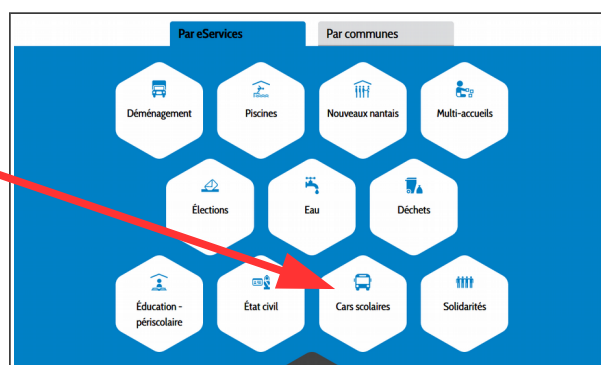 Par eServices Par communes
Déménagement Piscines Nouveaux nantais Multi-accueils
Élections Eau Déchets
Éducation - État civil Cars scolaires Solidarités
périscolaire